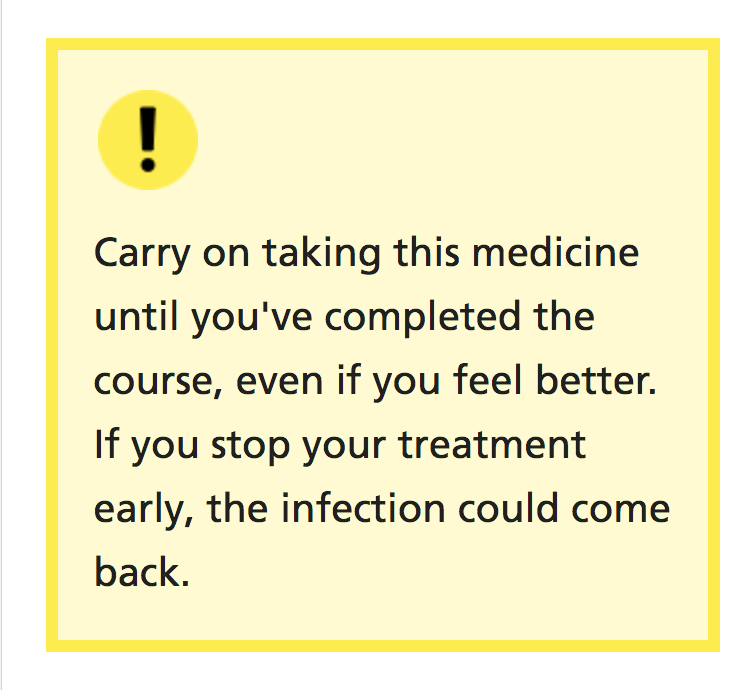 !
Carry on taking this medicine
until you've completed the
course, even if you feel better.
If you stop your treatment
early, the infection could come
back.